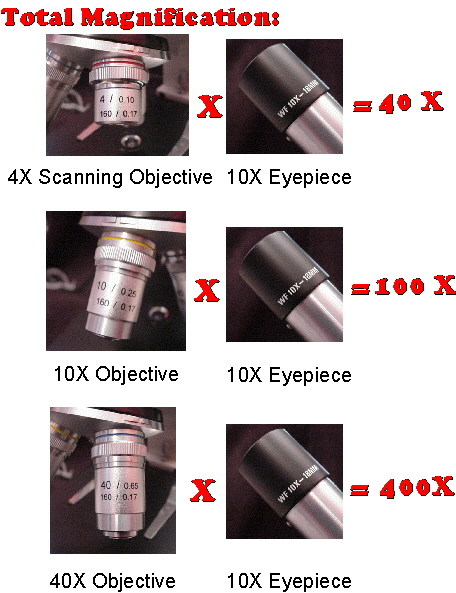 Total Magnification:
4 / 0.10
160 / 0.17
X
WF 10X-18MM
= 40 X
4X Scanning Objective
10X Eyepiece
10 / 0.25
160 / 0.17
X
WF 10X-18MM
=100 X
10X Objective
10X Eyepiece
40 / 0.65
160 / 0.17
X
WF 10X-18MM
= 400X
40X Objective
10X Eyepiece